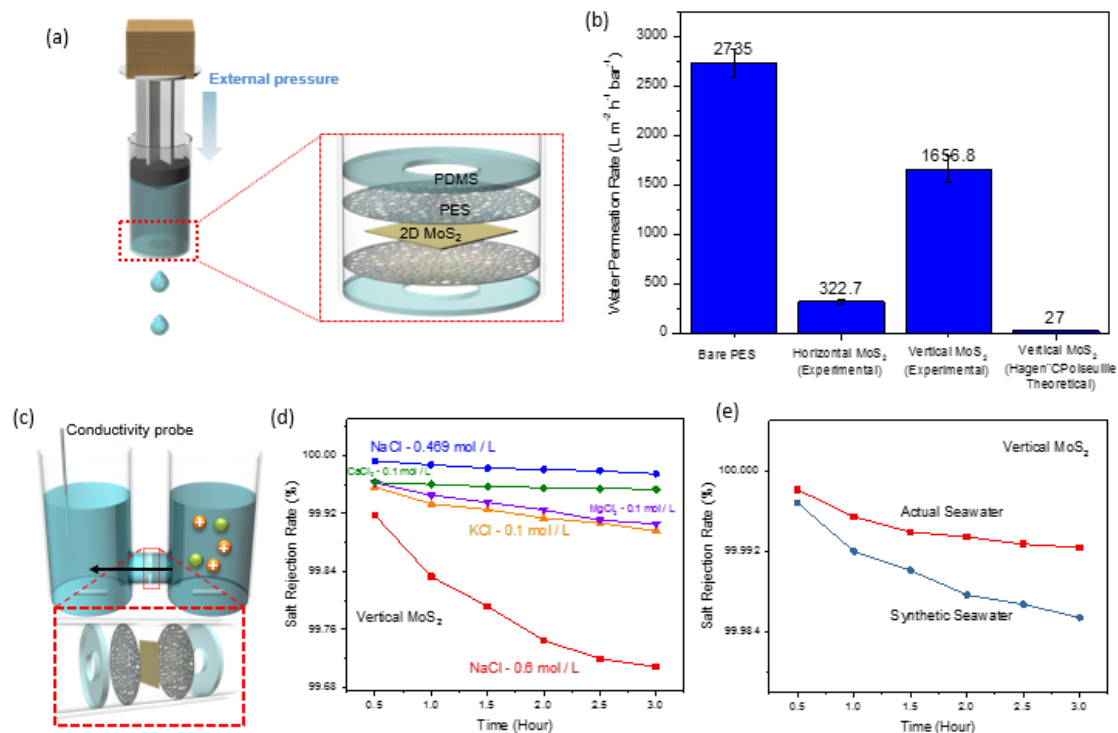 (a)
External pressure
PDMS
PES
2D MoS₂
(b)
Water Permeation Rate (L m⁻² h⁻¹ bar⁻¹)
3000
2500
2000
1500
1000
500
0
2735
322.7
1656.8
27
Bare PES
Horizontal MoS₂
(Experimental)
Vertical MoS₂
(Experimental)
Vertical MoS₂
(Hagen¨CPoiseuille
Theoretical)
(c)
Conductivity probe
(d)
Salt Rejection Rate (%)
100.00
99.92
99.84
99.76
99.68
NaCl - 0.469 mol / L
CaCl₂ - 0.1 mol / L
MgCl₂ - 0.1 mol / L
KCl - 0.1 mol / L
Vertical MoS₂
NaCl - 0.6 mol / L
0.5 1.0 1.5 2.0 2.5 3.0
Time (Hour)
(e)
Salt Rejection Rate (%)
100.000
99.992
99.984
Vertical MoS₂
Actual Seawater
Synthetic Seawater
0.5 1.0 1.5 2.0 2.5 3.0
Time (Hour)